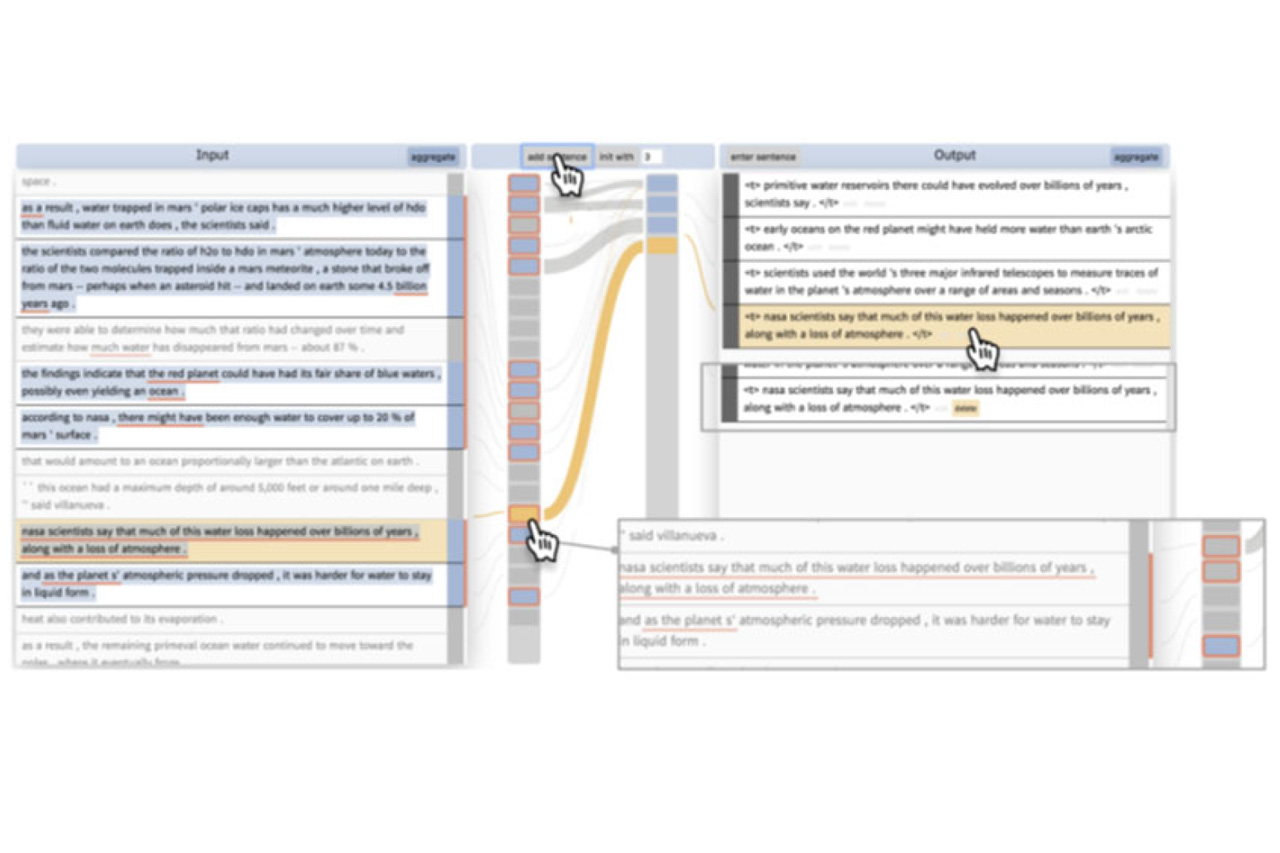 Input
aggregate
space .
as a result , water trapped in mars ' polar ice caps has a much higher level of hdo
than fluid water on earth does , the scientists said .
the scientists compared the ratio of h2o to hdo in mars ' atmosphere today to the
ratio of the two molecules trapped inside a mars meteorite , a stone that broke off
from mars -- perhaps when an asteroid hit -- and landed on earth some 4.5 billion
years ago .
they were able to determine how much that ratio had changed over time and
estimate how much water has disappeared from mars -- about 87 % .
the findings indicate that the red planet could have had its fair share of blue waters ,
possibly even yielding an ocean .
according to nasa , there might have been enough water to cover up to 20 % of
mars ' surface .
that would amount to an ocean proportionally larger than the atlantic on earth .
`` this ocean had a maximum depth of around 5,000 feet or around one mile deep ,
'' said villanueva .
nasa scientists say that much of this water loss happened over billions of years ,
along with a loss of atmosphere .
and as the planet s' atmospheric pressure dropped , it was harder for water to stay
in liquid form .
heat also contributed to its evaporation .
as a result , the remaining primeval ocean water continued to move toward the
poles , where it eventually froze
add sentence init with 3
enter sentence
Output
aggregate
<t> primitive water reservoirs there could have evolved over billions of years ,
scientists say . </t>
<t> early oceans on the red planet might have held more water than earth 's arctic
ocean . </t>
<t> scientists used the world 's three major infrared telescopes to measure traces of
water in the planet 's atmosphere over a range of areas and seasons . </t>
<t> nasa scientists say that much of this water loss happened over billions of years ,
along with a loss of atmosphere . </t>
water in the planet 's atmosphere over a range of areas and seasons . </t>
<t> nasa scientists say that much of this water loss happened over billions of years ,
along with a loss of atmosphere . </t>
'' said villanueva .
nasa scientists say that much of this water loss happened over billions of years ,
along with a loss of atmosphere .
and as the planet s' atmospheric pressure dropped , it was harder for water to stay
in liquid form .